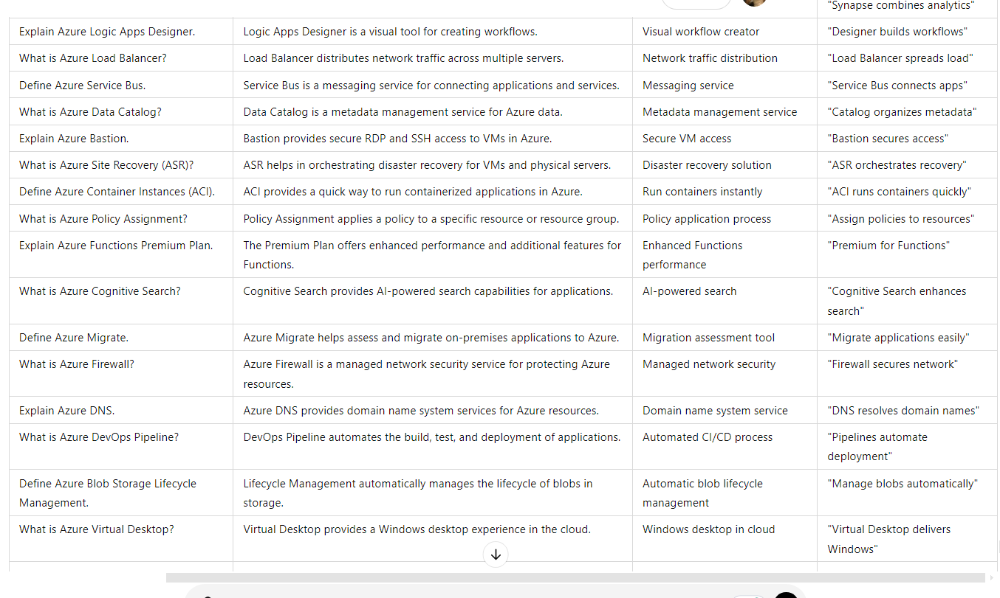 "Synapse combines analytics"
Explain Azure Logic Apps Designer. Logic Apps Designer is a visual tool for creating workflows. Visual workflow creator "Designer builds workflows"
What is Azure Load Balancer? Load Balancer distributes network traffic across multiple servers. Network traffic distribution "Load Balancer spreads load"
Define Azure Service Bus. Service Bus is a messaging service for connecting applications and services. Messaging service "Service Bus connects apps"
What is Azure Data Catalog? Data Catalog is a metadata management service for Azure data. Metadata management service "Catalog organizes metadata"
Explain Azure Bastion. Bastion provides secure RDP and SSH access to VMs in Azure. Secure VM access "Bastion secures access"
What is Azure Site Recovery (ASR)? ASR helps in orchestrating disaster recovery for VMs and physical servers. Disaster recovery solution "ASR orchestrates recovery"
Define Azure Container Instances (ACI). ACI provides a quick way to run containerized applications in Azure. Run containers instantly "ACI runs containers quickly"
What is Azure Policy Assignment? Policy Assignment applies a policy to a specific resource or resource group. Policy application process "Assign policies to resources"
Explain Azure Functions Premium Plan. The Premium Plan offers enhanced performance and additional features for Enhanced Functions "Premium for Functions"
Functions. performance
What is Azure Cognitive Search? Cognitive Search provides AI-powered search capabilities for applications. AI-powered search "Cognitive Search enhances
search"
Define Azure Migrate. Azure Migrate helps assess and migrate on-premises applications to Azure. Migration assessment tool "Migrate applications easily"
What is Azure Firewall? Azure Firewall is a managed network security service for protecting Azure Managed network security "Firewall secures network"
resources.
Explain Azure DNS. Azure DNS provides domain name system services for Azure resources. Domain name system service "DNS resolves domain names"
What is Azure DevOps Pipeline? DevOps Pipeline automates the build, test, and deployment of applications. Automated CI/CD process "Pipelines automate
deployment"
Define Azure Blob Storage Lifecycle Lifecycle Management automatically manages the lifecycle of blobs in Automatic blob lifecycle "Manage blobs automatically"
Management. storage. management
What is Azure Virtual Desktop? Virtual Desktop provides a Windows desktop experience in the cloud. Windows desktop in cloud "Virtual Desktop delivers
Windows"